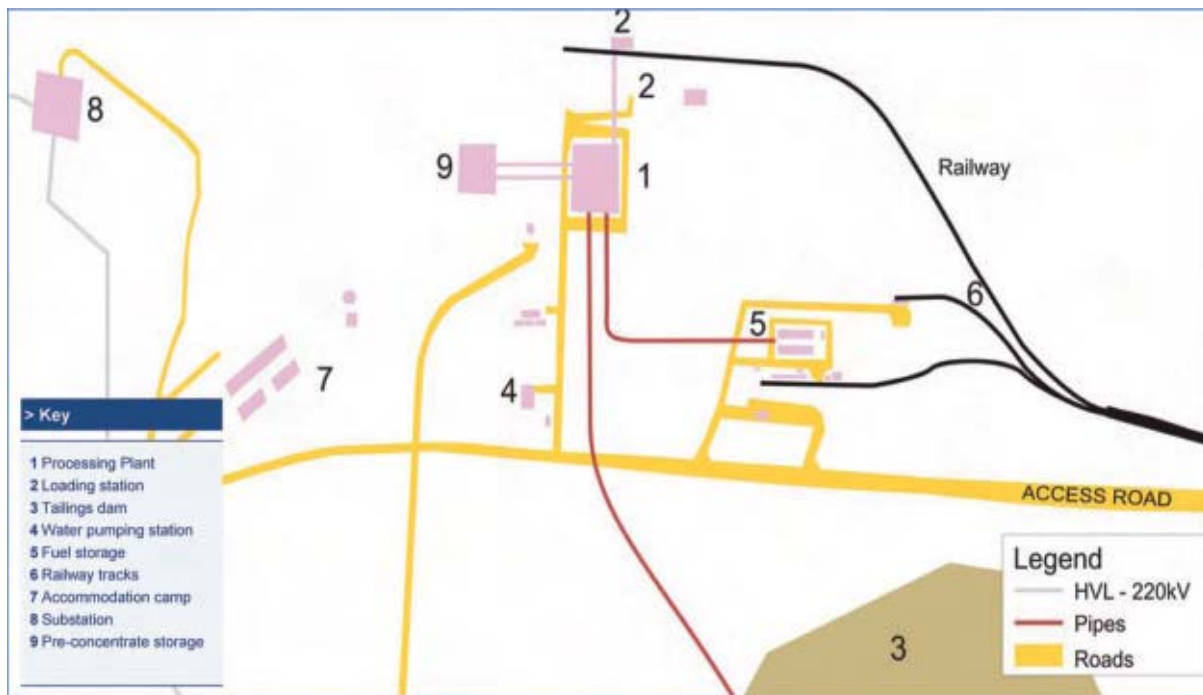 2
8
2
9
1
Railway
6
5
7
4
> Key
1 Processing Plant
2 Loading station
3 Tailings dam
4 Water pumping station
5 Fuel storage
6 Railway tracks
7 Accommodation camp
8 Substation
9 Pre-concentrate storage
ACCESS ROAD
3
Legend
HVL - 220kV
Pipes
Roads